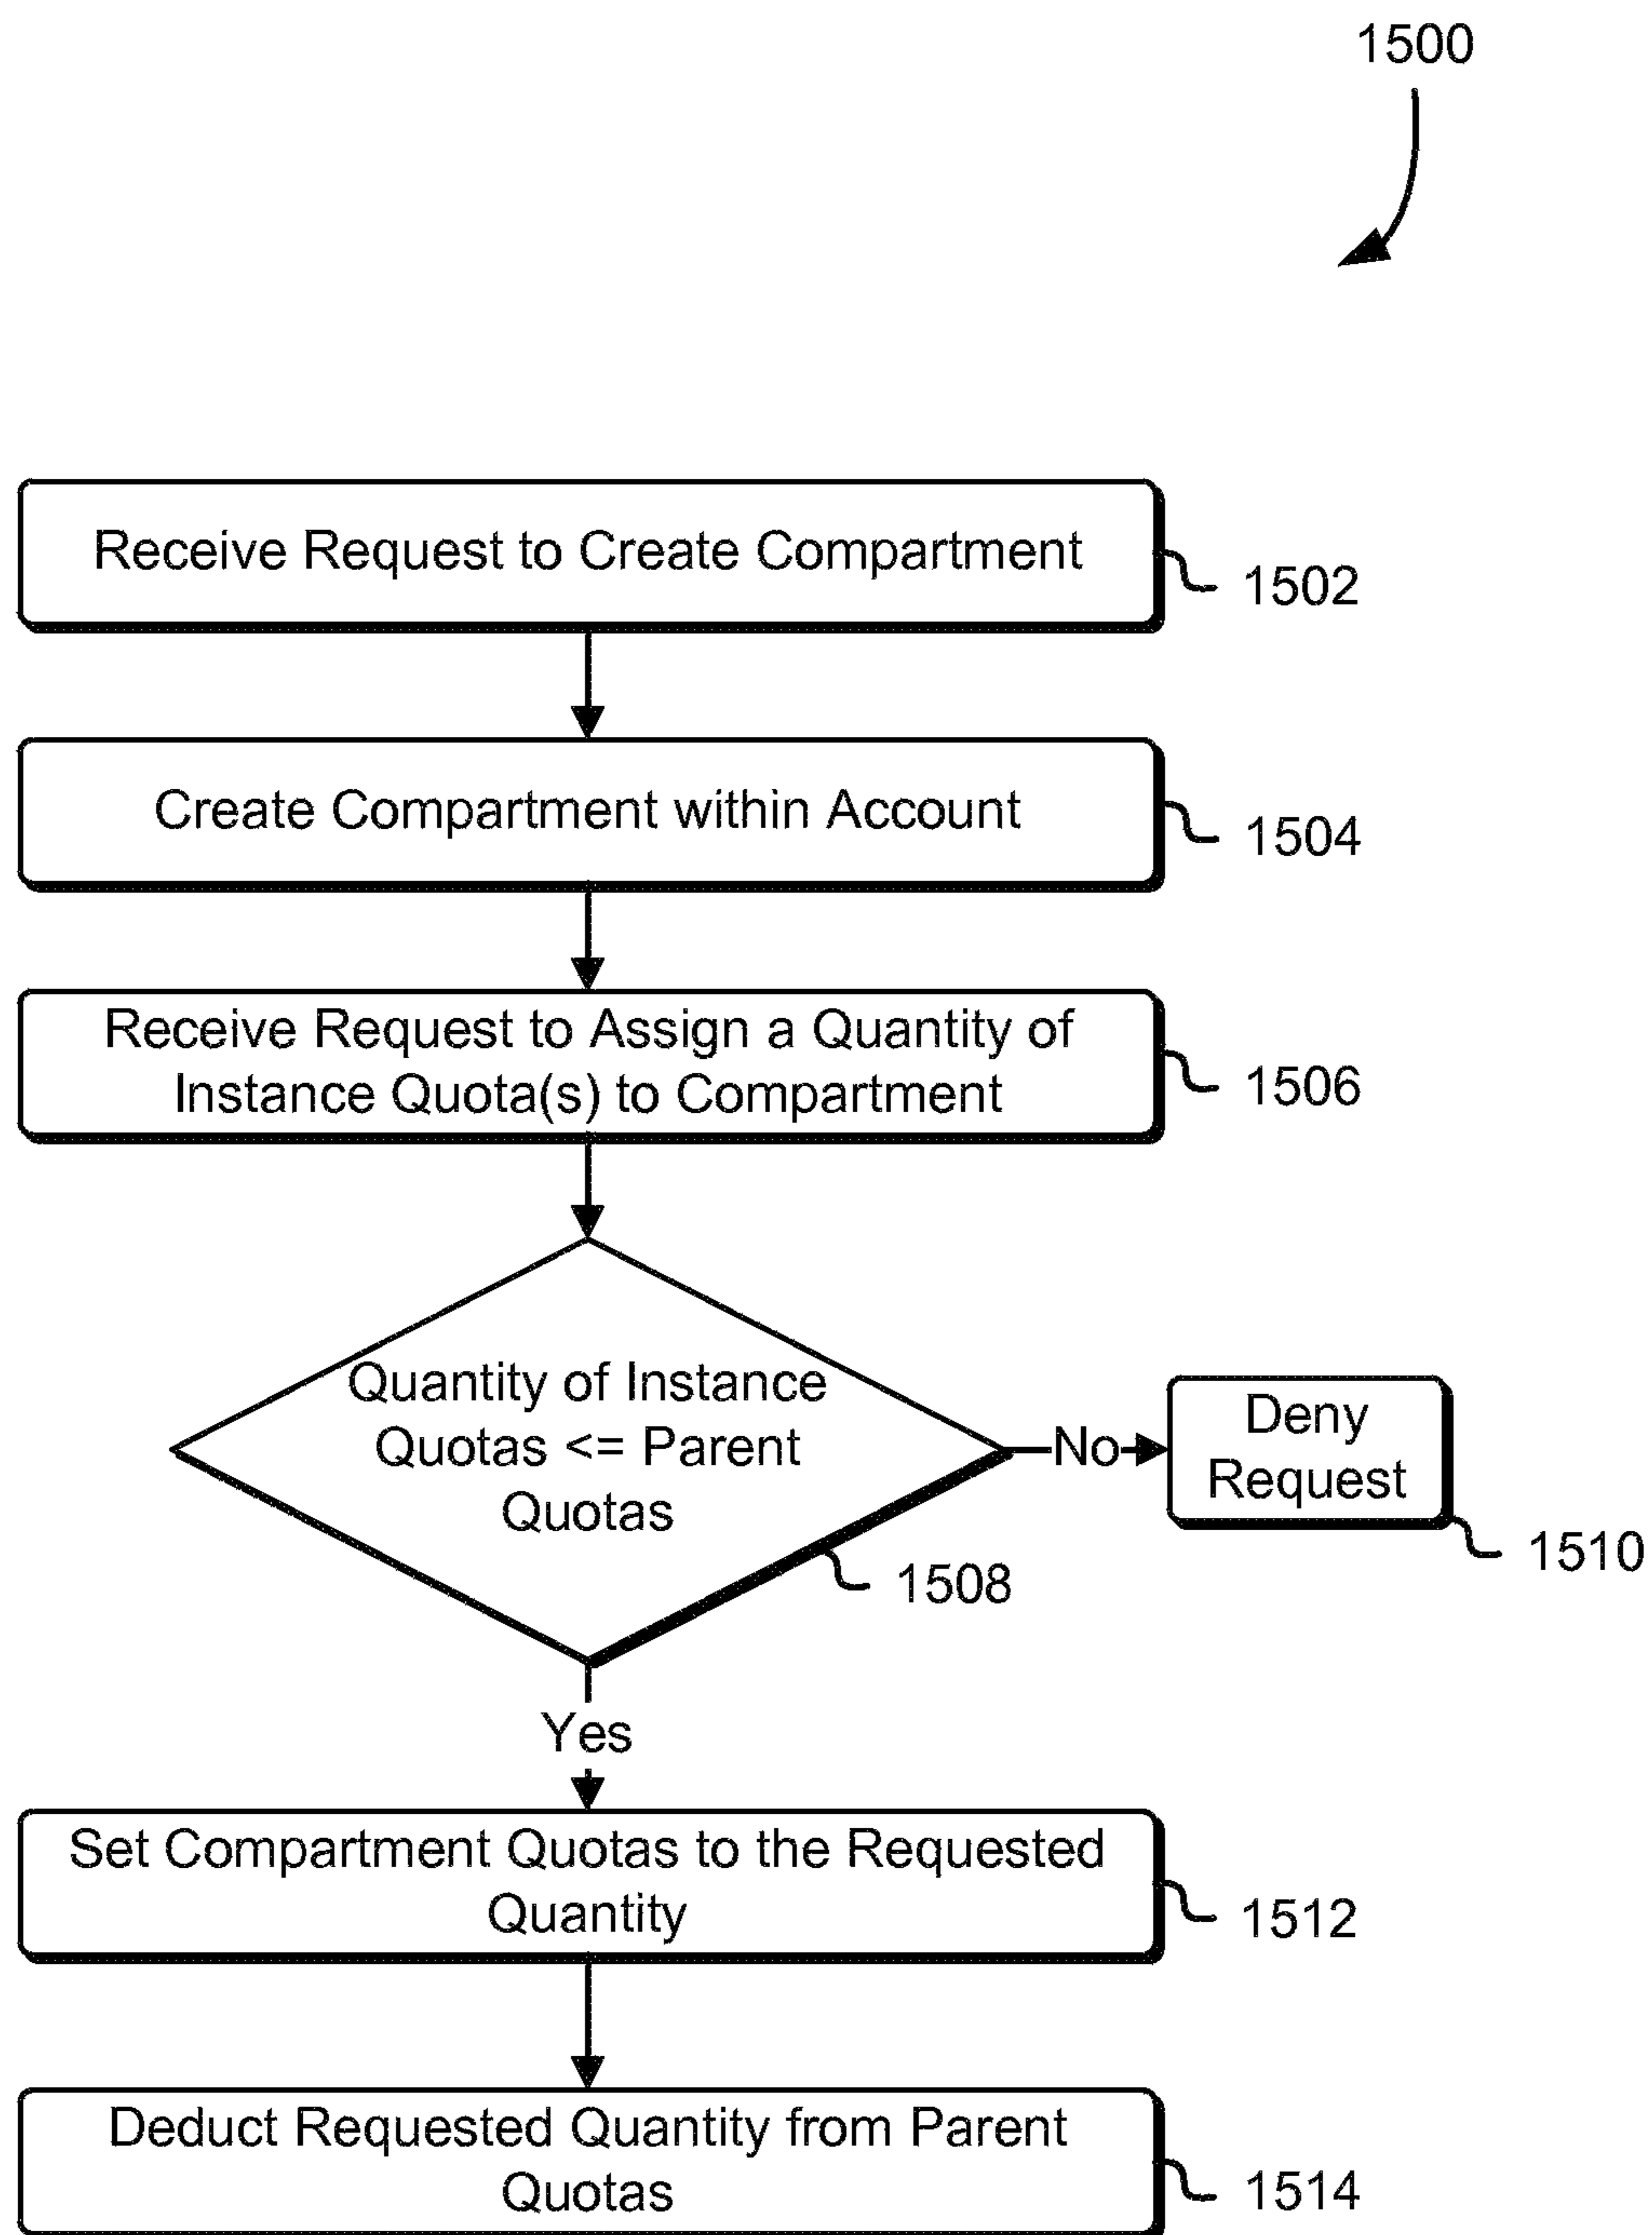 1500
Receive Request to Create Compartment
1502
Create Compartment within Account
1504
Receive Request to Assign a Quantity of
Instance Quota(s) to Compartment
1506
Quantity of Instance
Quotas <= Parent
Quotas
1508
No
Deny
Request
1510
Yes
Set Compartment Quotas to the Requested
Quantity
1512
Deduct Requested Quantity from Parent
Quotas
1514